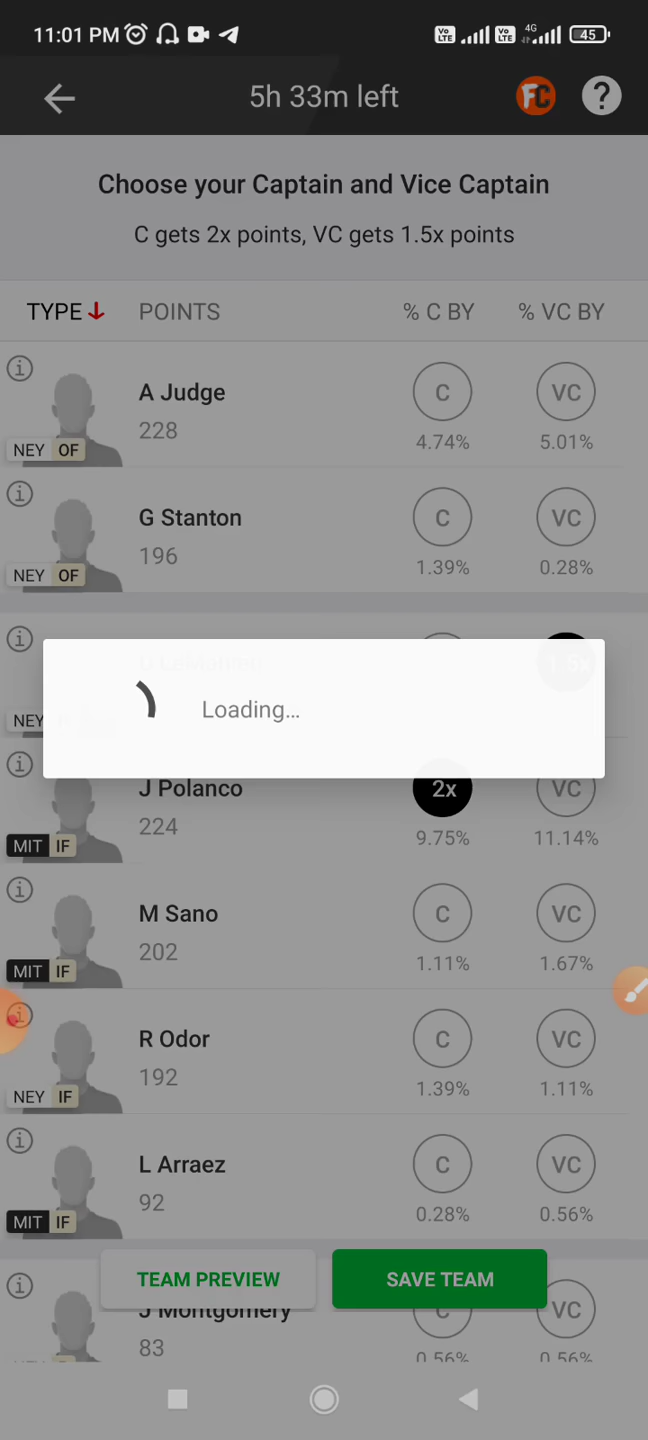 11:01 PM
Vo LTE Vo LTE 4G 45
5h 33m left
FC ?
Choose your Captain and Vice Captain
C gets 2x points, VC gets 1.5x points
TYPE POINTS % C BY % VC BY
A Judge
228
C VC
NEY OF
4.74% 5.01%
G Stanton
196
C VC
NEY OF
1.39% 0.28%
1.5x
NEY
Loading...
J Polanco
224
2x VC
MIT IF
9.75% 11.14%
M Sano
202
C VC
MIT IF
1.11% 1.67%
R Odor
192
C VC
NEY IF
1.39% 1.11%
L Arraez
92
C VC
MIT IF
0.28% 0.56%
TEAM PREVIEW SAVE TEAM
J Montgomery
83
C VC
0.56% 0.56%